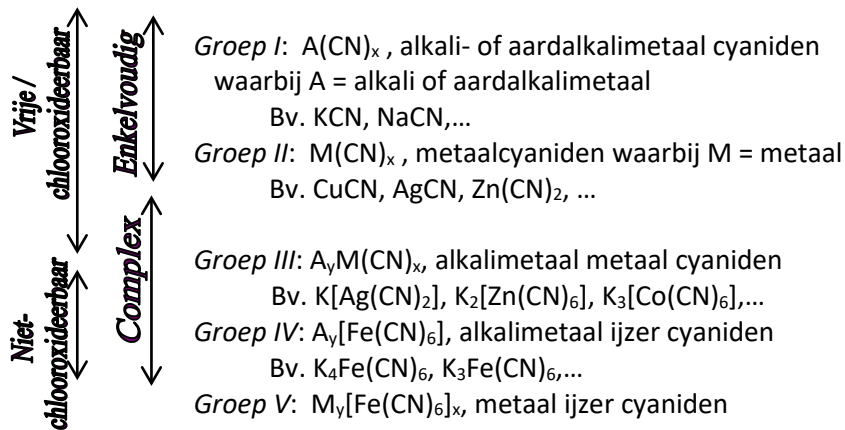 Vrije /
chlooroxideerbaar
Niet-
chlooroxideerbaar
Enkelvoudig
Complex
Groep I: A(CN)ₓ , alkali- of aardalkalimetaal cyaniden
waarbij A = alkali of aardalkalimetaal
Bv. KCN, NaCN,...
Groep II: M(CN)ₓ , metaalcyaniden waarbij M = metaal
Bv. CuCN, AgCN, Zn(CN)₂, ...
Groep III: AᵧM(CN)ₓ, alkalimetaal metaal cyaniden
Bv. K[Ag(CN)₂], K₂[Zn(CN)₆], K₃[Co(CN)₆],...
Groep IV: Aᵧ[Fe(CN)₆], alkalimetaal ijzer cyaniden
Bv. K₄Fe(CN)₆, K₃Fe(CN)₆,...
Groep V: Mᵧ[Fe(CN)₆]ₓ, metaal ijzer cyaniden